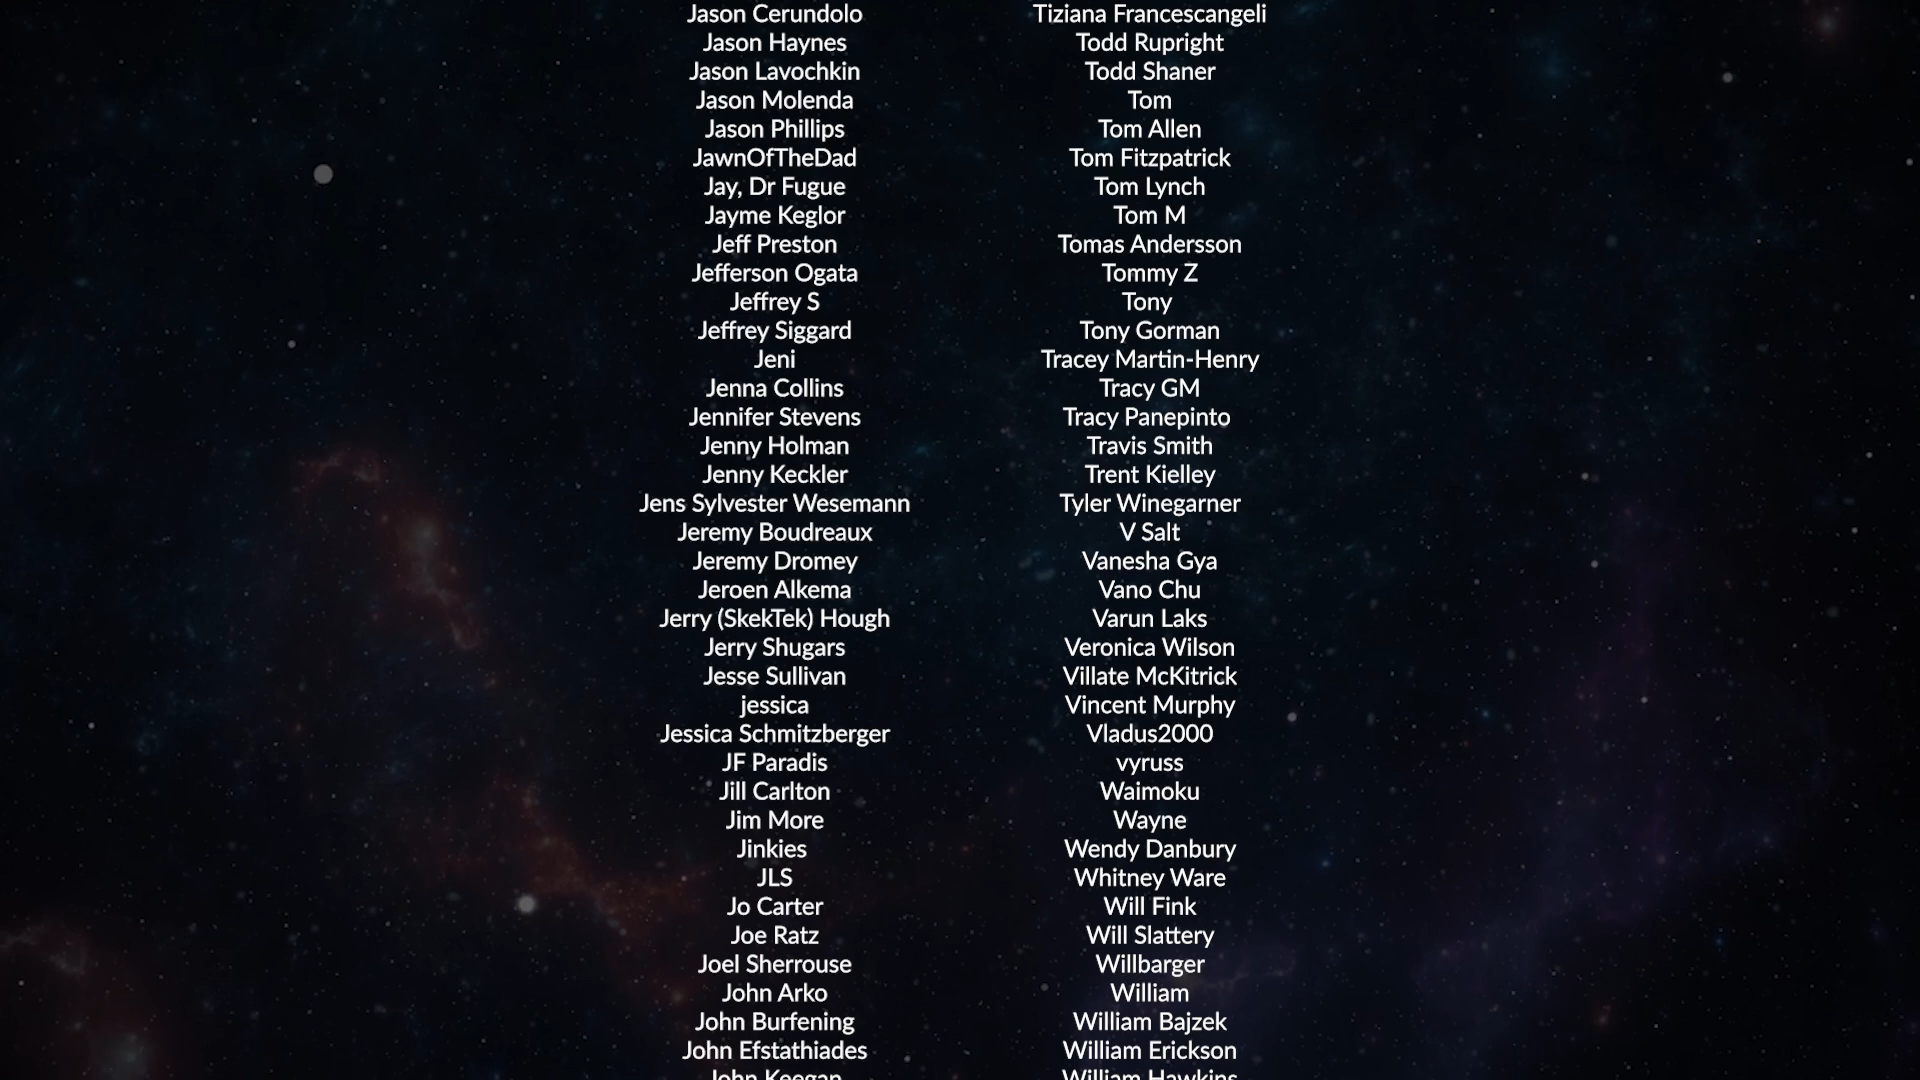 Jason Cerundolo
Jason Haynes
Jason Lavochkin
Jason Molenda
Jason Phillips
JawnOfTheDad
Jay, Dr Fugue
Jayme Keglor
Jeff Preston
Jefferson Ogata
Jeffrey S
Jeffrey Siggard
Jeni
Jenna Collins
Jennifer Stevens
Jenny Holman
Jenny Keckler
Jens Sylvester Wesemann
Jeremy Boudreaux
Jeremy Dromey
Jeroen Alkema
Jerry (SkekTek) Hough
Jerry Shugars
Jesse Sullivan
jessica
Jessica Schmitzberger
JF Paradis
Jill Carlton
Jim More
Jinkies
JLS
Jo Carter
Joe Ratz
Joel Sherrouse
John Arko
John Burfening
John Efstathiades
John Keegan
Tiziana Francescangeli
Todd Rupright
Todd Shaner
Tom
Tom Allen
Tom Fitzpatrick
Tom Lynch
Tom M
Tomas Andersson
Tommy Z
Tony
Tony Gorman
Tracey Martin-Henry
Tracy GM
Tracy Panepinto
Travis Smith
Trent Kielley
Tyler Winegarner
V Salt
Vanesha Gya
Vano Chu
Varun Laks
Veronica Wilson
Villate McKitrick
Vincent Murphy
Vladus2000
vyruss
Waimoku
Wayne
Wendy Danbury
Whitney Ware
Will Fink
Will Slattery
Willbarger
William
William Bajzek
William Erickson
William Hawkins